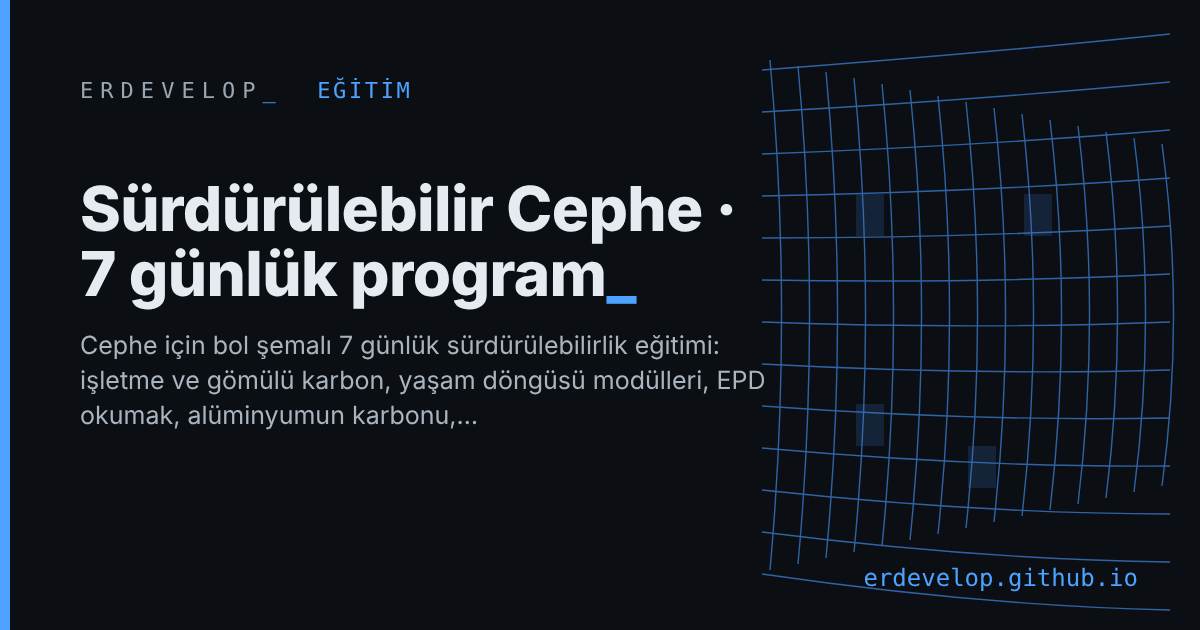 ERDEVELOP_ EĞİTİM
Sürdürülebilir Cephe ·
7 günlük program_
Cephe için bol şemalı 7 günlük sürdürülebilirlik eğitimi:
işletme ve gömülü karbon, yaşam döngüsü modülleri, EPD
okumak, alüminyumun karbonu,...
erdevelop.github.io